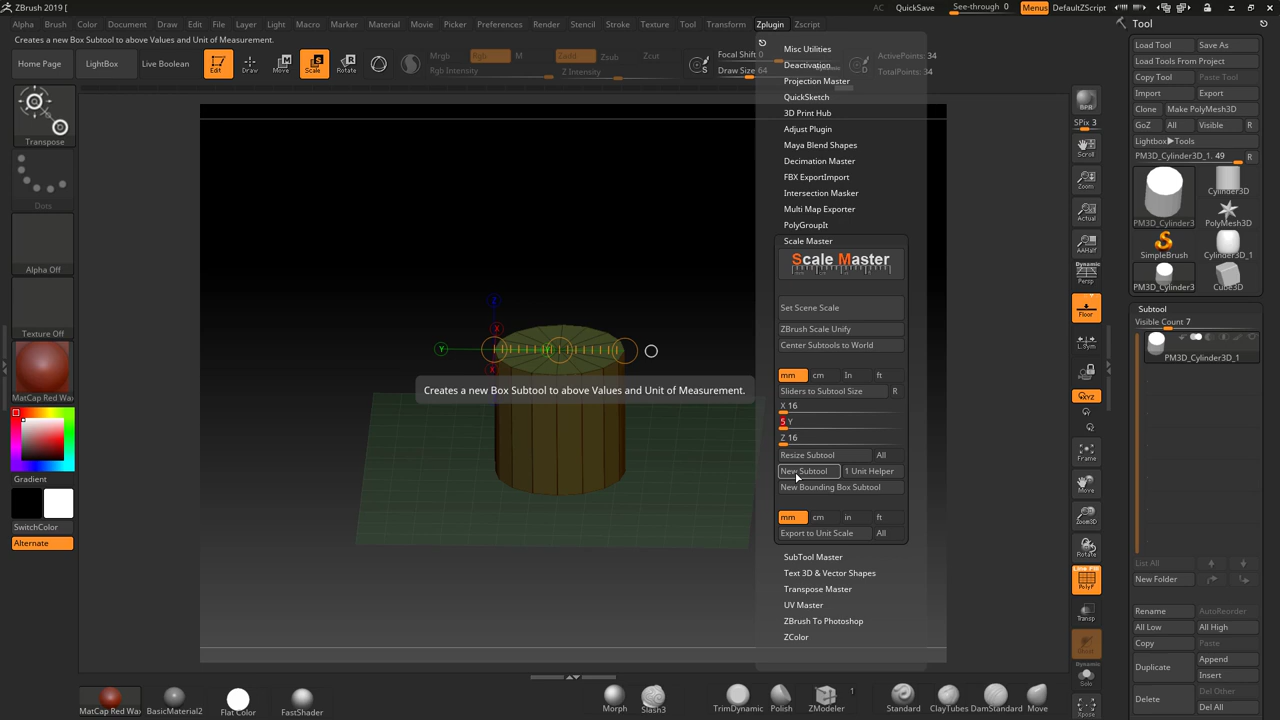 ZBrush 2019 [
AC QuickSave See-through 0 Menus DefaultZScript
Alpha Brush Color Document Draw Edit File Layer Light Macro Marker Material Movie Picker Preferences Render Stencil Stroke Texture Tool Transform Zplugin Zscript
Creates a new Box Subtool to above Values and Unit of Measurement.
Home Page LightBox Live Boolean
Edit Draw Move Scale Rotate
Mrgb Rgb M Zadd Zsub Zcut
Rgb Intensity Z Intensity
Focal Shift 0
Draw Size 64
S D
ActivePoints: 34
TotalPoints: 34
Transpose
Dots
Alpha Off
Texture Off
MatCap Red Wax
Gradient
SwitchColor
Alternate
Z
X
Y
X
Creates a new Box Subtool to above Values and Unit of Measurement.
Misc Utilities
Deactivation...
Projection Master
QuickSketch
3D Print Hub
Adjust Plugin
Maya Blend Shapes
Decimation Master
FBX ExportImport
Intersection Masker
Multi Map Exporter
PolyGroupIt
Scale Master
Scale Master
Set Scene Scale
ZBrush Scale Unify
Center Subtools to World
mm cm In ft
Sliders to Subtool Size R
X 16
5 Y
Z 16
Resize Subtool All
New Subtool 1 Unit Helper
New Bounding Box Subtool
mm cm in ft
Export to Unit Scale All
SubTool Master
Text 3D & Vector Shapes
Transpose Master
UV Master
ZBrush To Photoshop
ZColor
BPR
SPix 3
Scroll
Zoom
Actual
AAHalf
Dynamic
Persp
Floor
L.Sym
XYZ
Frame
Move
Zoom3D
Rotate
Line Fill
PolyF
Transp
Ghost
Dynamic
Solo
Xpose
Tool
Load Tool Save As
Load Tools From Project
Copy Tool Paste Tool
Import Export
Clone Make PolyMesh3D
GoZ All Visible R
Lightbox▶Tools
PM3D_Cylinder3D_1. 49 R
PM3D_Cylinder3 Cylinder3D
PolyMesh3D
SimpleBrush Cylinder3D_1
PM3D_Cylinder3 Cube3D
Subtool
Visible Count 7
PM3D_Cylinder3D_1
List All
New Folder
Rename AutoReorder
All Low All High
Copy Paste
Duplicate Append
Insert
Delete Del Other
Del All
MatCap Red Wax BasicMaterial2 Flat Color FastShader
Morph Slash3 TrimDynamic Polish ZModeler 1 Standard ClayTubes DamStandard Move